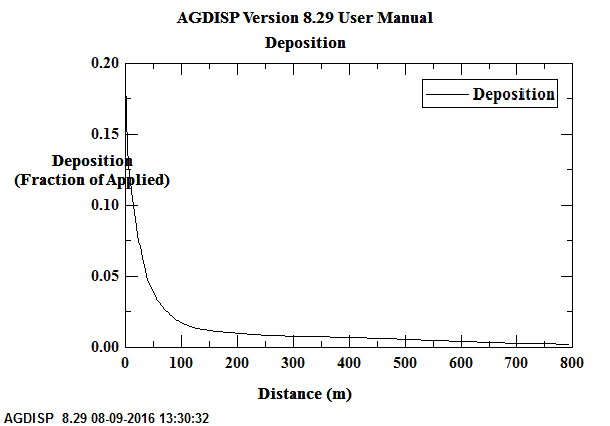 AGDISP Version 8.29 User Manual
Deposition
0.20
Deposition
0.15
Deposition
(Fraction of Applied)
0.10
0.05
0.00
0 100 200 300 400 500 600 700 800
Distance (m)
AGDISP 8.29 08-09-2016 13:30:32